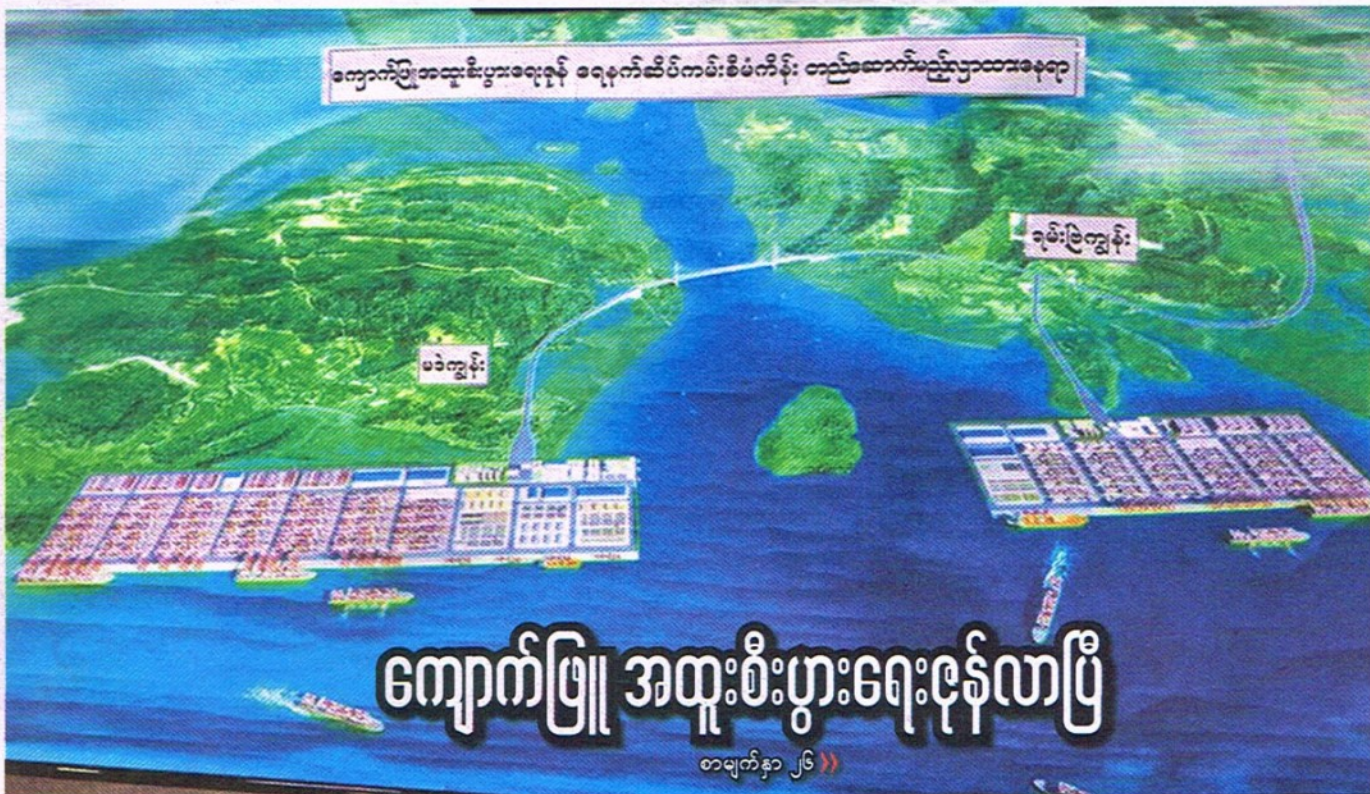 ကျောက်ဖြူအထူးစီးပွားရေးဇုန် ရေနက်ဆိပ်ကမ်းစီမံကိန်း တည်ဆောက်မည့်လျာထားနေရာ
ရမ်းဗြဲကျွန်း
မဒဲကျွန်း
ကျောက်ဖြူ အထူးစီးပွားရေးဇုန်လာပြီ
စာမျက်နှာ ၂၆ »